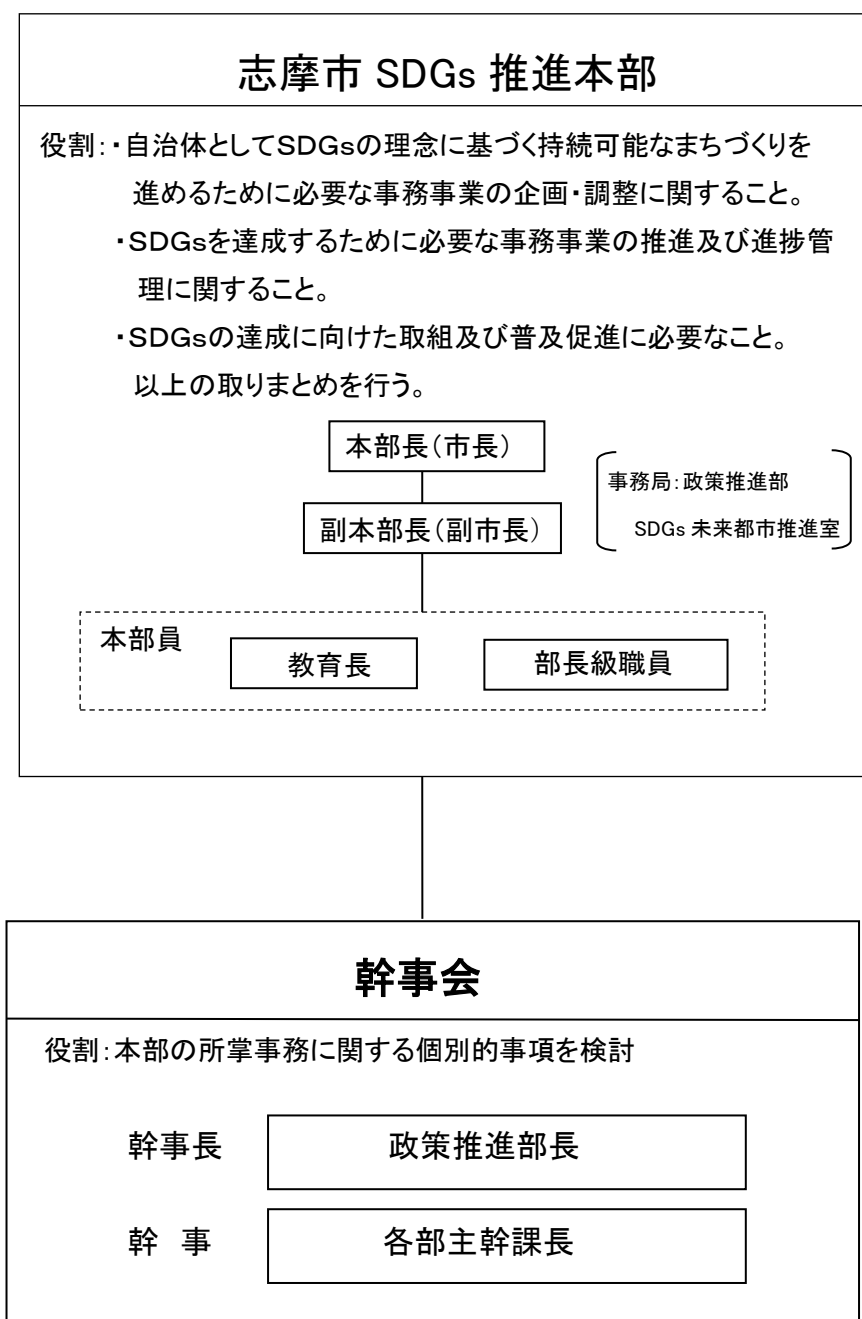 志摩市 SDGs 推進本部
役割:・自治体としてSDGsの理念に基づく持続可能なまちづくりを
進めるために必要な事務事業の企画・調整に関すること。
・SDGsを達成するために必要な事務事業の推進及び進捗管
理に関すること。
・SDGsの達成に向けた取組及び普及促進に必要なこと。
以上の取りまとめを行う。
本部長(市長)
事務局:政策推進部
SDGs 未来都市推進室
副本部長(副市長)
本部員
教育長
部長級職員
幹事会
役割:本部の所掌事務に関する個別的事項を検討
幹事長
政策推進部長
幹 事
各部主幹課長